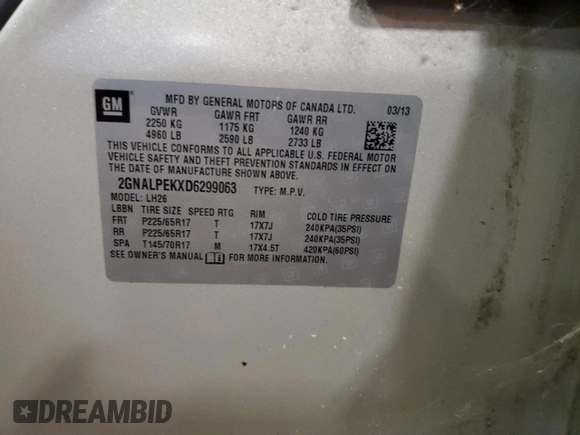 GM
MFD BY GENERAL MOTORS OF CANADA LTD. 03/13
GVWR GAWR FRT GAWR RR
2250 KG 1175 KG 1240 KG
4960 LB 2590 LB 2733 LB
THIS VEHICLE CONFORMS TO ALL APPLICABLE U.S. FEDERAL MOTOR
VEHICLE SAFETY AND THEFT PREVENTION STANDARDS IN EFFECT ON
THE DATE OF MANUFACTURE SHOWN ABOVE.
2GNALPEKXD6299063 TYPE: M.P.V.
MODEL: LH26
LBBN TIRE SIZE SPEED RTG RIM COLD TIRE PRESSURE
FRT P225/65R17 T 17X7J 240KPA(35PSI)
RR P225/65R17 T 17X7J 240KPA(35PSI)
SPA T145/70R17 M 17X4.5T 420KPA(60PSI)
SEE OWNER'S MANUAL FOR MORE INFORMATION.
DREAMBID